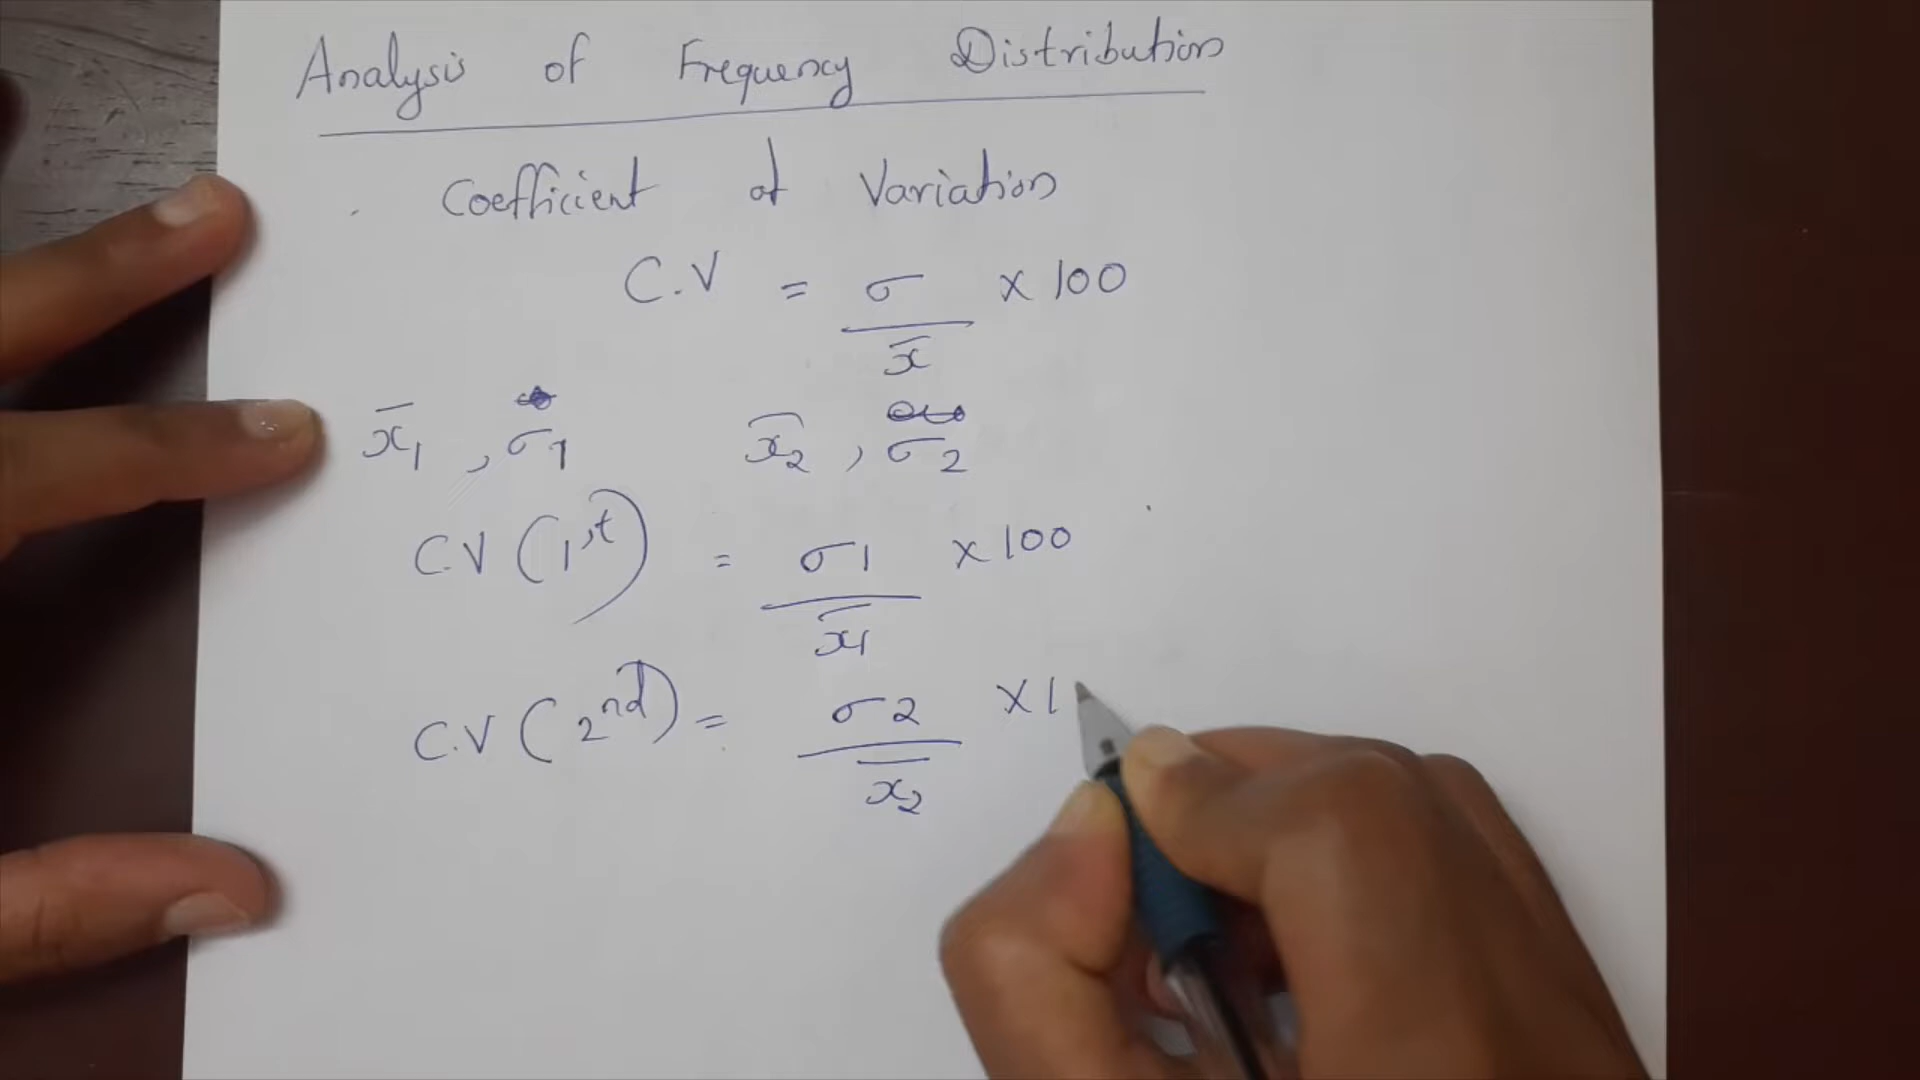 Analysis of Frequency Distribution
Coefficient of Variation
C.V = σ / x̄ × 100
x̄₁ , σ₁ x̄₂ , σ₂
C.V (1st) = σ1 / x̄1 × 100
C.V (2nd) = σ2 / x̄₂ × 1